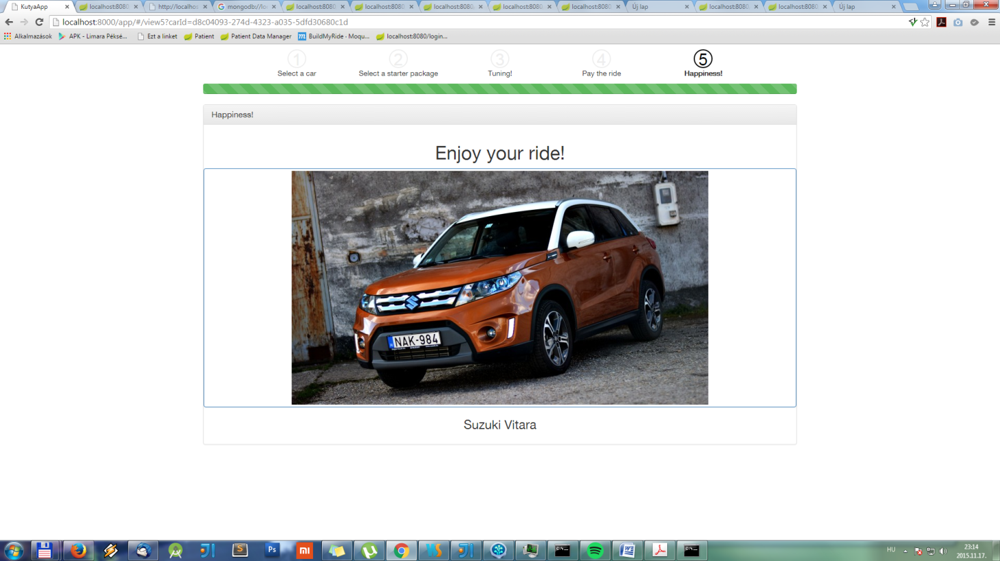 KutyaApp
localhost:8080
http://localhos
mongodb://lo
localhost:8080
localhost:8080
localhost:8080
localhost:8080
localhost:8080
Új lap
localhost:8080
localhost:8080
Új lap
localhost:8000/app/#/view5?carId=d8c04093-274d-4323-a035-5dfd30680c1d
Alkalmazások
APK - Limara Péksé...
Ezt a linket
Patient
Patient Data Manager
BuildMyRide - Moqu...
localhost:8080/login...
1 2 3 4 5
Select a car
Select a starter package
Tuning!
Pay the ride
Happiness!
Happiness!
Enjoy your ride!
NAK-984
Suzuki Vitara
Ps
mi
HU
23:14
2015.11.17.